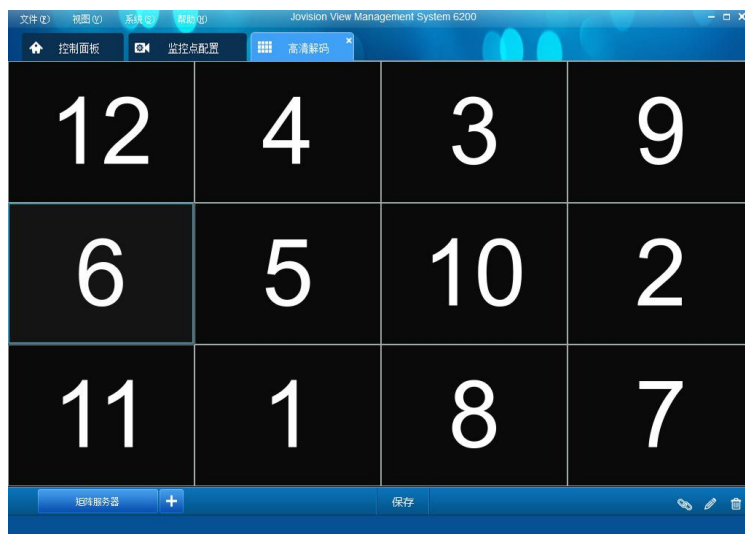 文件(F) 视图(V) 系统(S) 帮助(H) Jovision View Management System 6200
控制面板 监控点配置 高清解码
12 4 3 9
6 5 10 2
11 1 8 7
矩阵服务器 + 保存